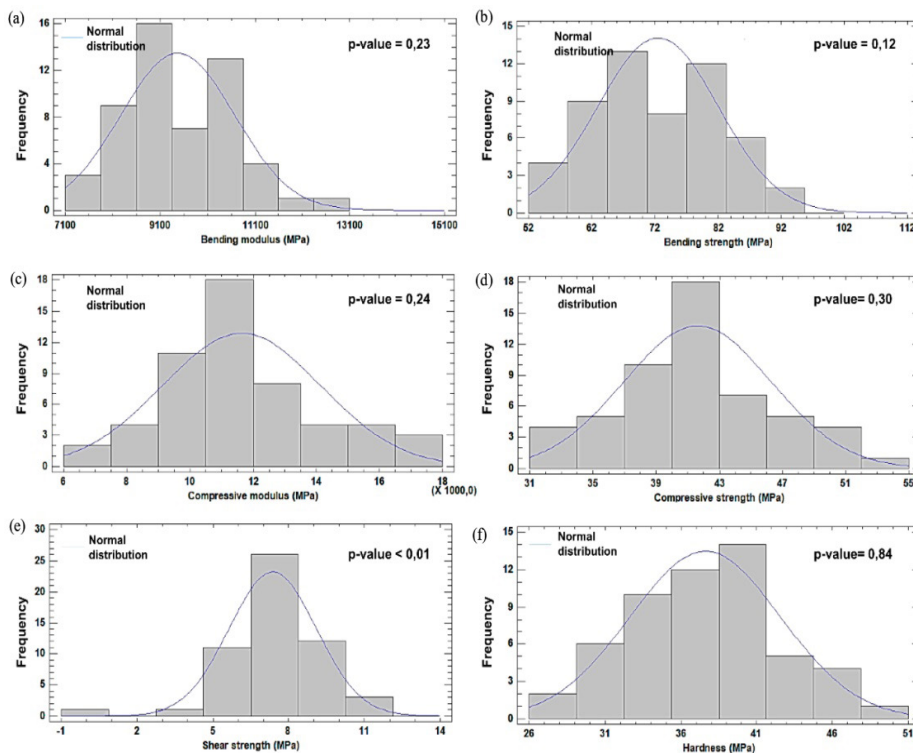 (a)
Normal
distribution
p-value = 0,23
Frequency
16
12
8
4
0
7100 9100 11100 13100 15100
Bending modulus (MPa)
(b)
Normal
distribution
p-value = 0,12
Frequency
15
12
9
6
3
0
52 62 72 82 92 102 112
Bending strength (MPa)
(c)
Normal
distribution
p-value = 0,24
Frequency
18
15
12
9
6
3
0
6 8 10 12 14 16 18
(X 1000,0)
Compressive modulus (MPa)
(d)
Normal
distribution
p-value= 0,30
Frequency
18
15
12
9
6
3
0
31 35 39 43 47 51 55
Compressive strength (MPa)
(e)
Normal
distribution
p-value < 0,01
Frequency
30
25
20
15
10
5
0
-1 2 5 8 11 14
Shear strength (MPa)
(f)
Normal
distribution
p-value= 0,84
Frequency
15
12
9
6
3
0
26 31 36 41 46 51
Hardness (MPa)